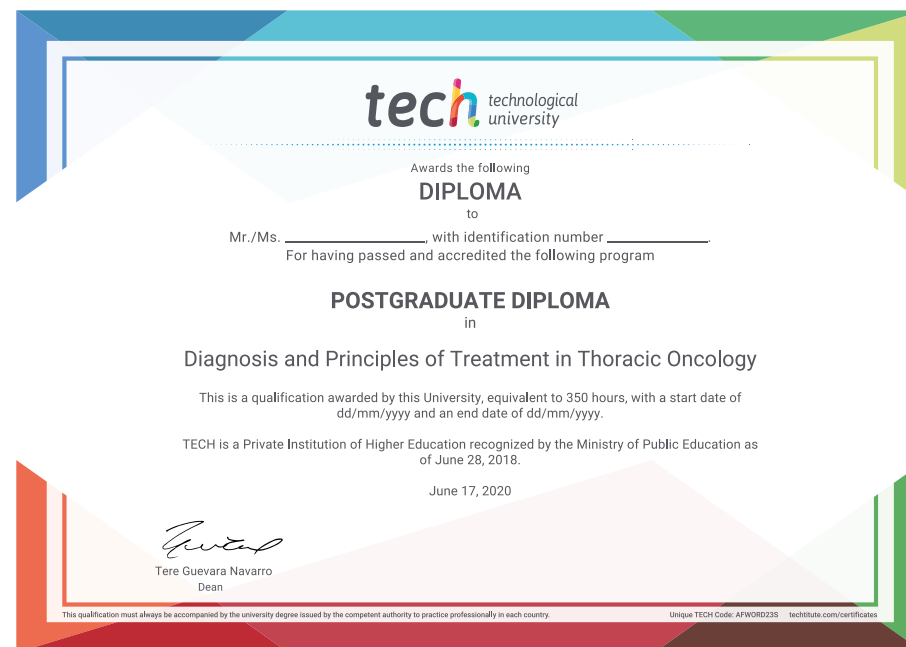 tech technological
university
Awards the following
DIPLOMA
to
Mr./Ms. ____________________, with identification number ______________.
For having passed and accredited the following program
POSTGRADUATE DIPLOMA
in
Diagnosis and Principles of Treatment in Thoracic Oncology
This is a qualification awarded by this University, equivalent to 350 hours, with a start date of
dd/mm/yyyy and an end date of dd/mm/yyyy.
TECH is a Private Institution of Higher Education recognized by the Ministry of Public Education as
of June 28, 2018.
June 17, 2020
Tere Guevara Navarro
Dean
This qualification must always be accompanied by the university degree issued by the competent authority to practice professionally in each country. Unique TECH Code: AFWORD23S techtitute.com/certificates